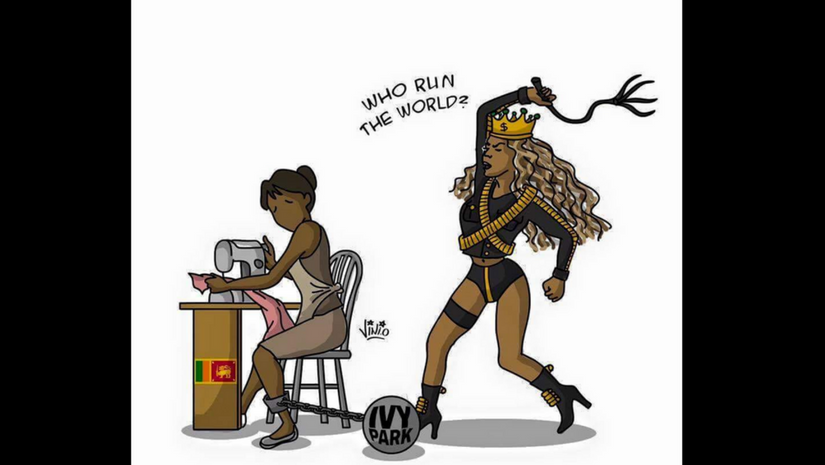 WHO RUN
THE WORLD?
$
VINIO
IVY
PARK